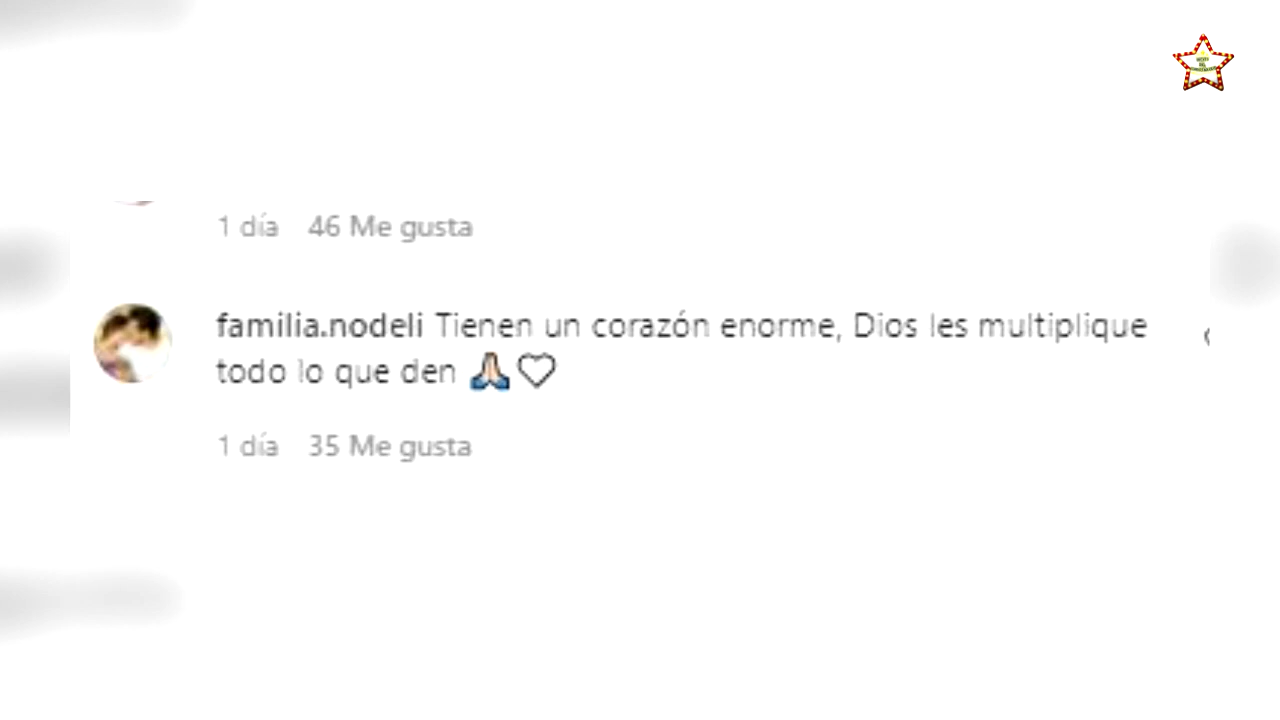 1 día 46 Me gusta
familia.nodeli Tienen un corazón enorme, Dios les multiplique
todo lo que den 🙏🏻🤍
1 día 35 Me gusta